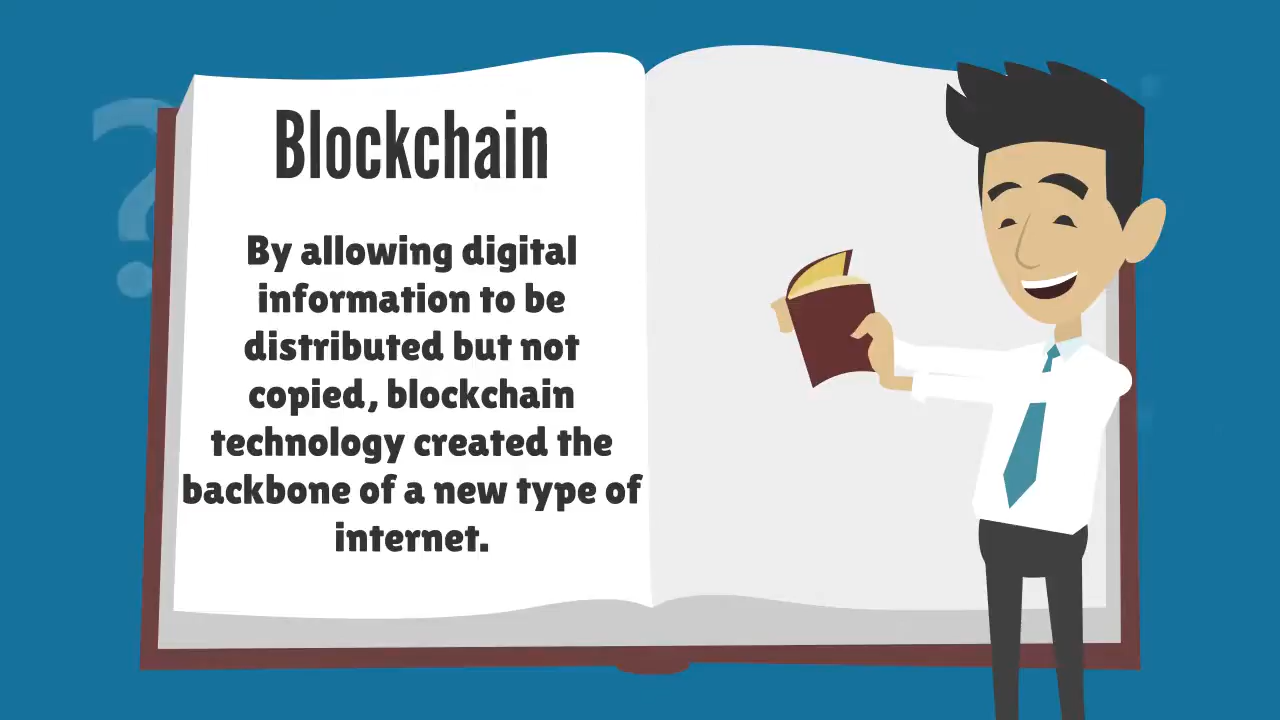 Blockchain
By allowing digital
information to be
distributed but not
copied, blockchain
technology created the
backbone of a new type of
internet.